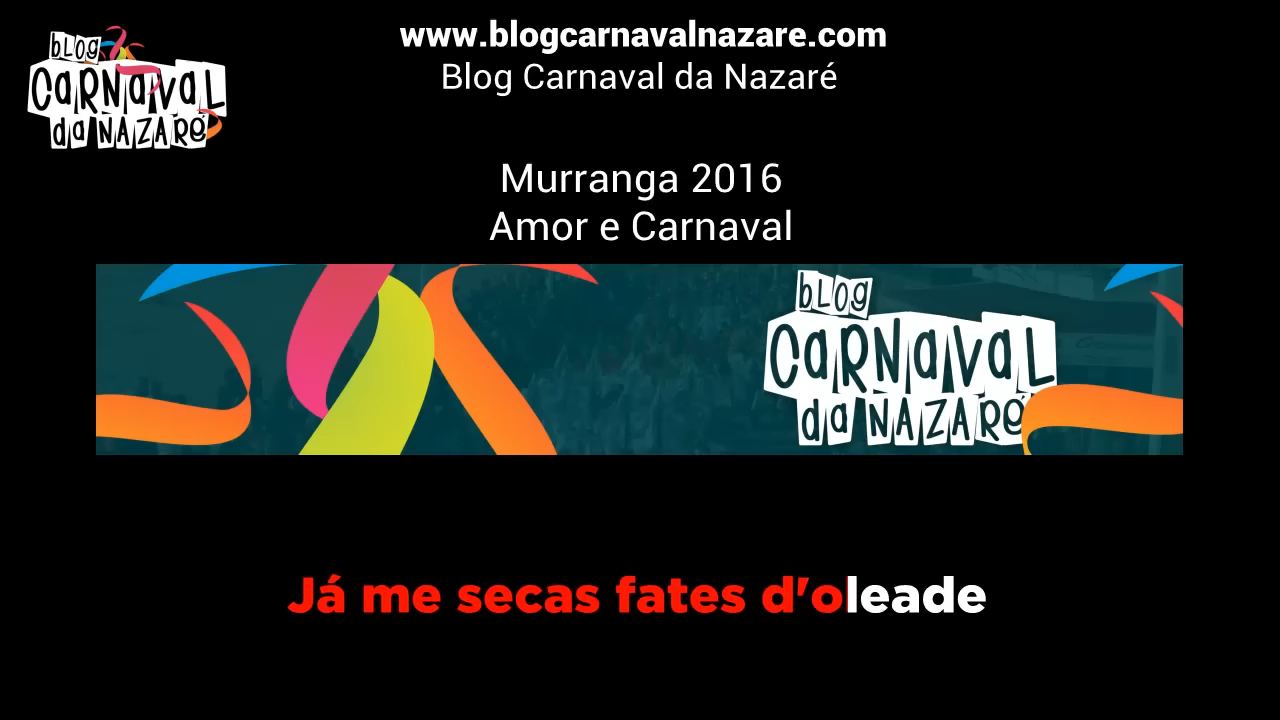 blog
CARNAVAL
da NAZARé
www.blogcarnavalnazare.com
Blog Carnaval da Nazaré
Murranga 2016
Amor e Carnaval
bLOg
CARNAVAL
da NAZARé
Já me secas fates d'oleade